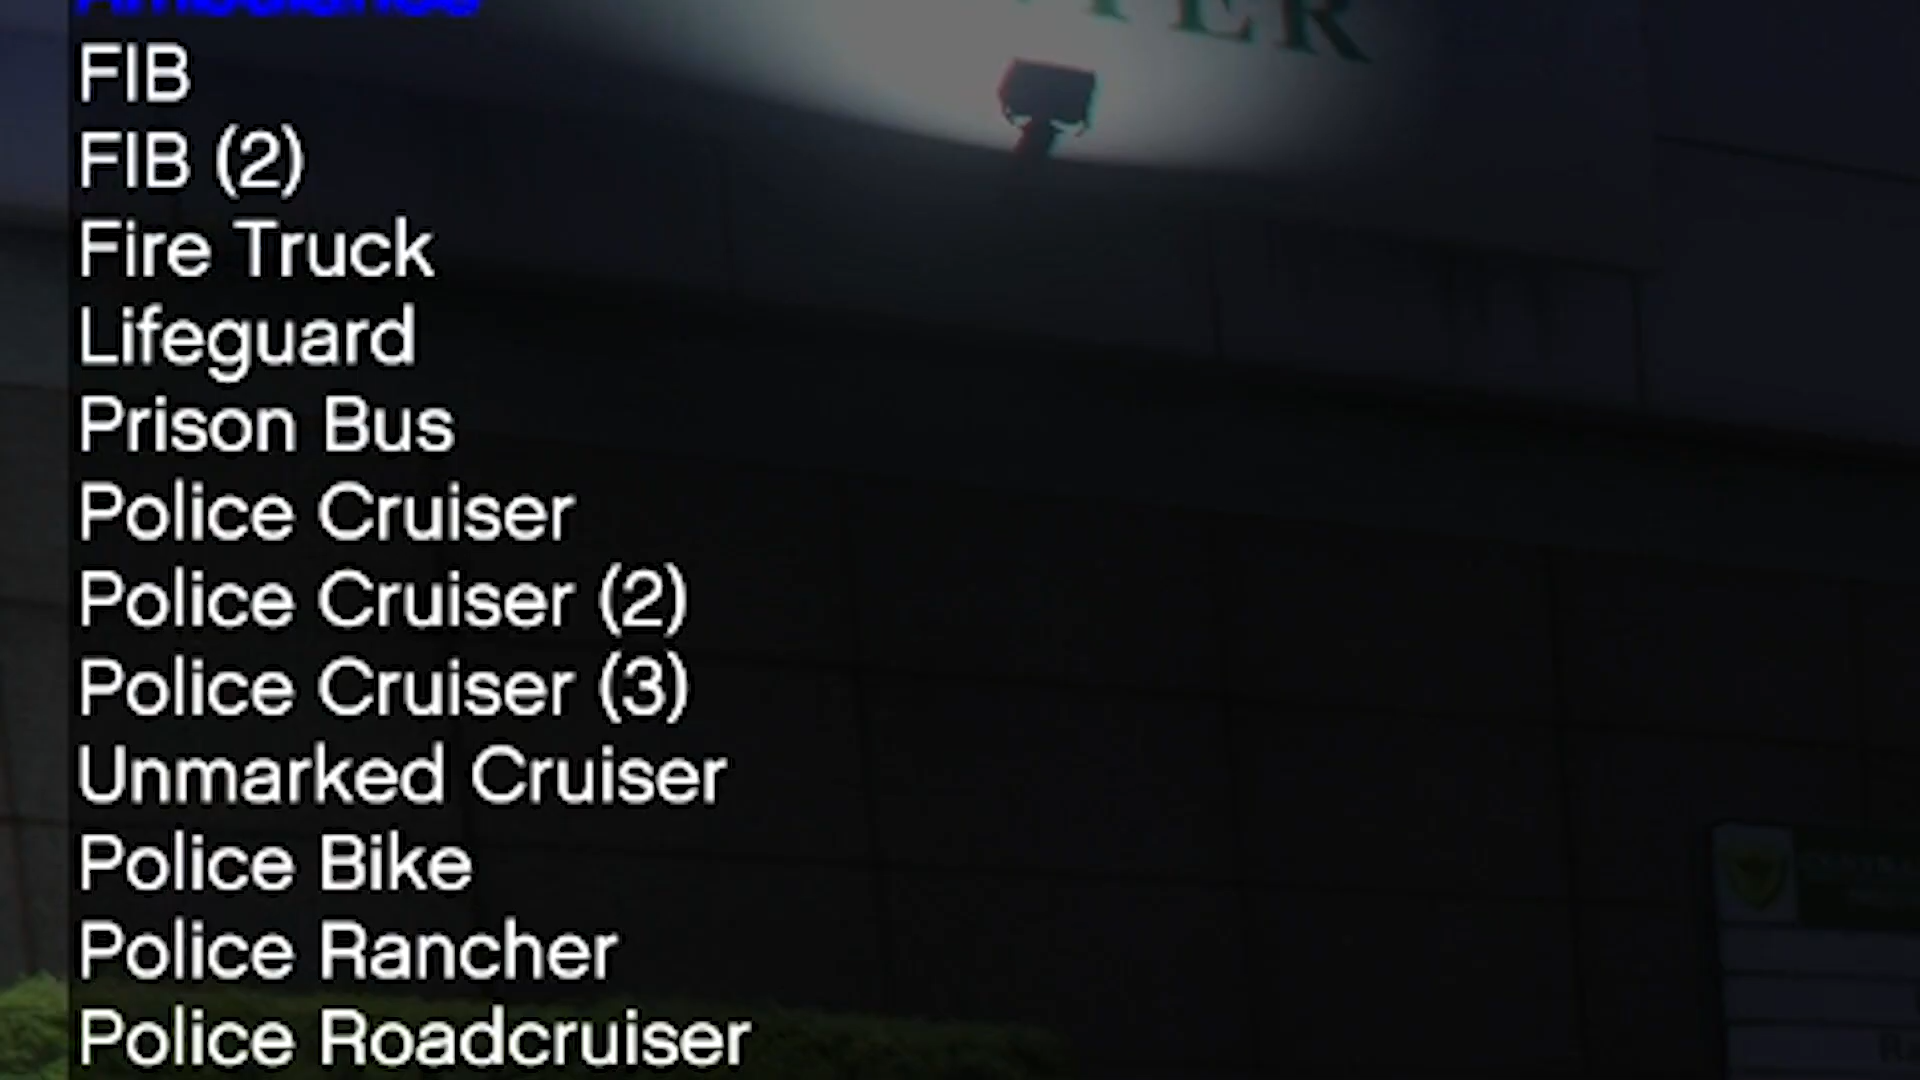 Ambulance
FIB
FIB (2)
Fire Truck
Lifeguard
Prison Bus
Police Cruiser
Police Cruiser (2)
Police Cruiser (3)
Unmarked Cruiser
Police Bike
Police Rancher
Police Roadcruiser